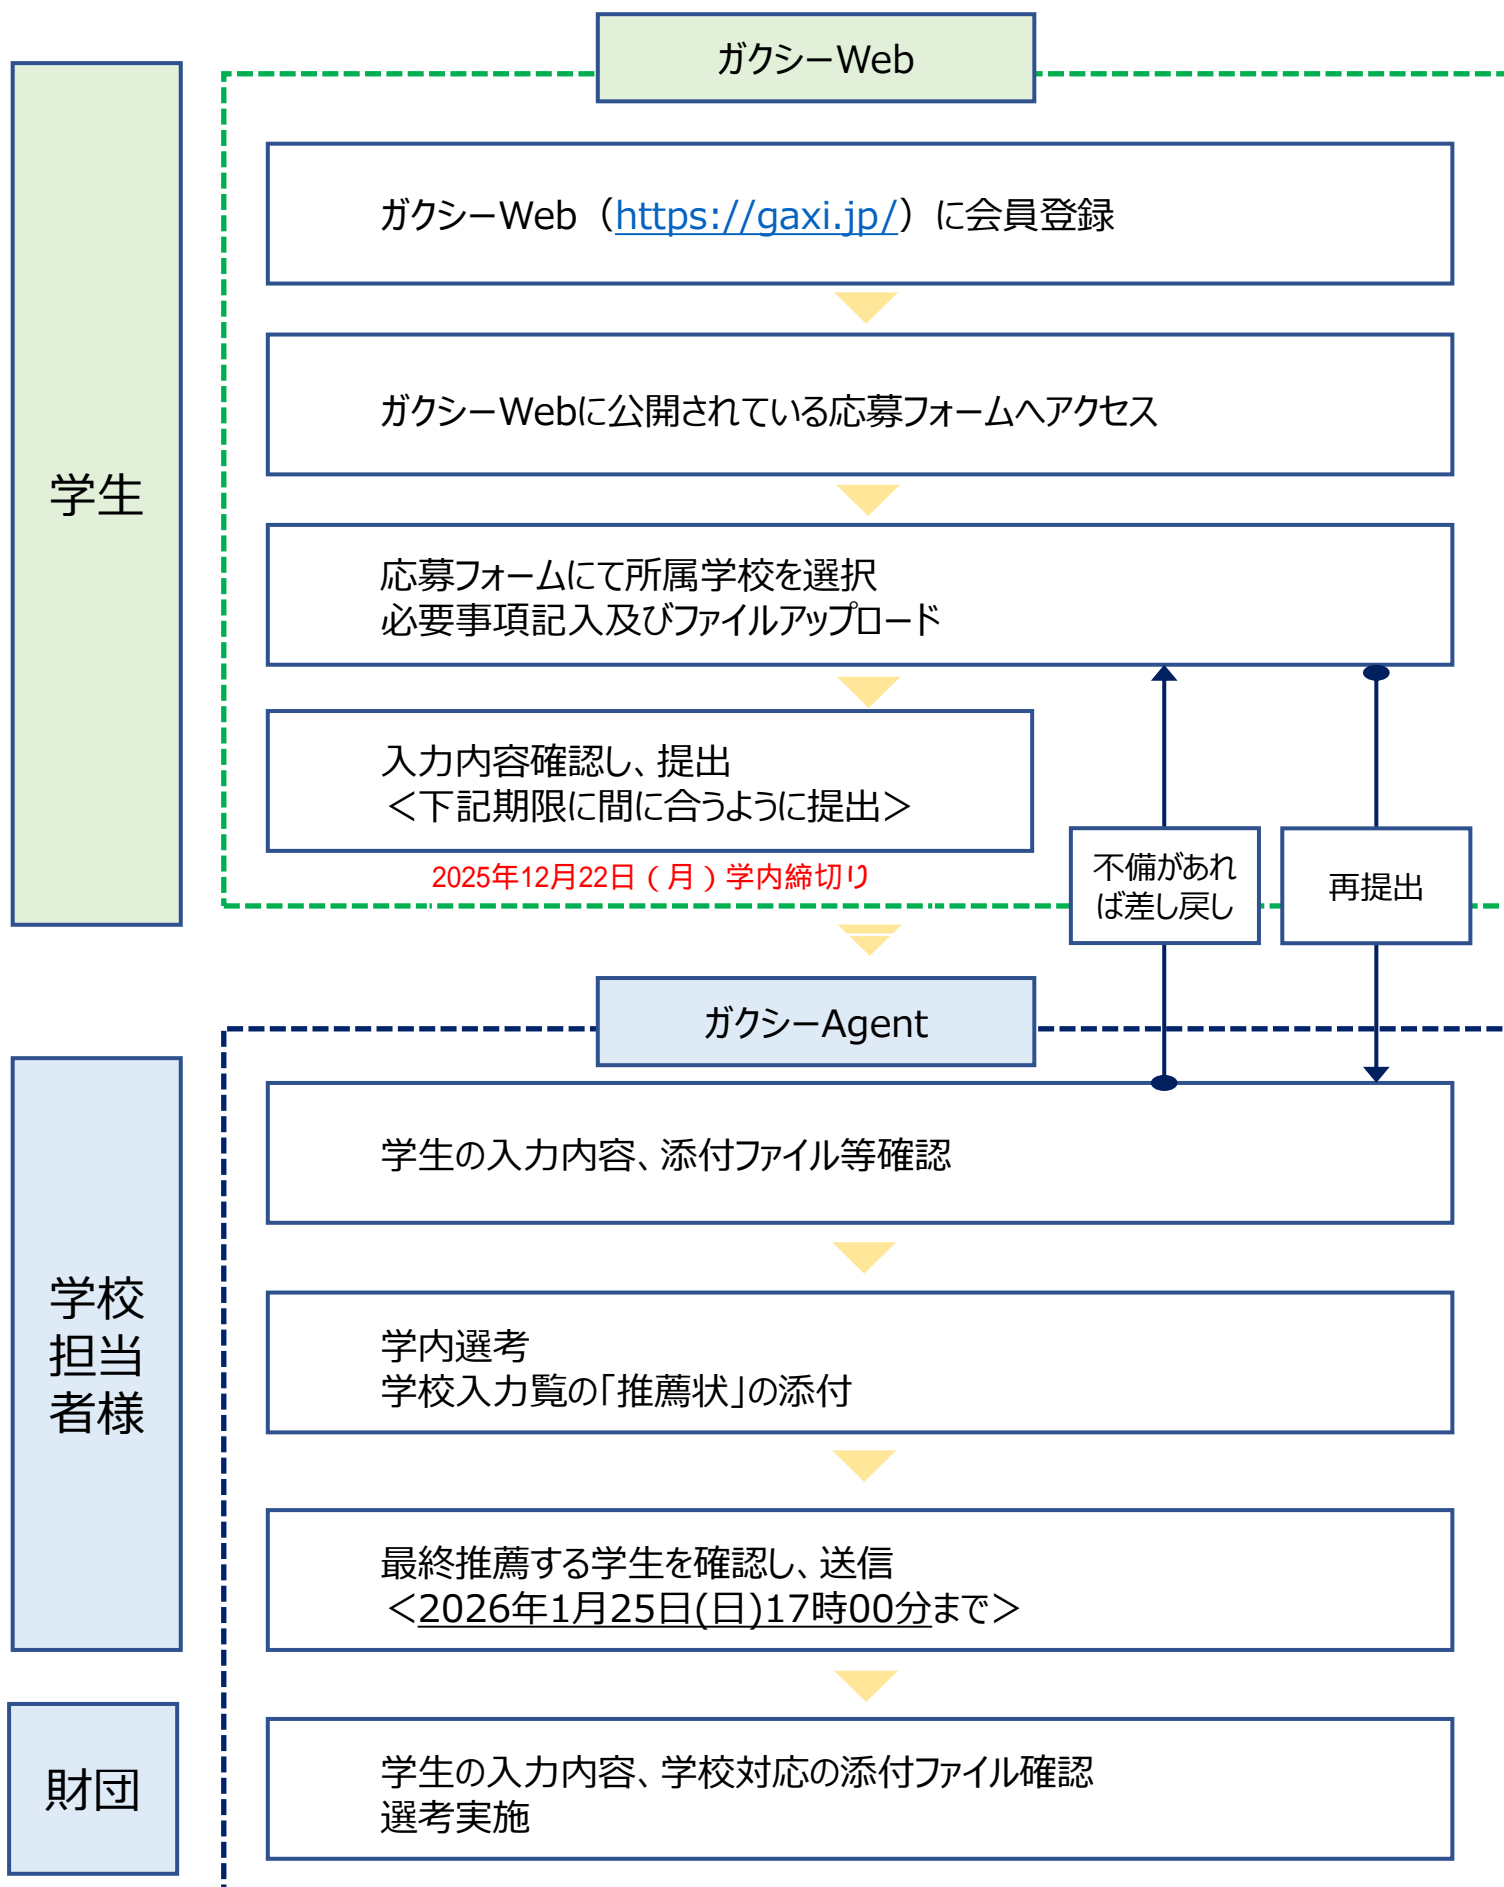 ガクシーWeb
学生
ガクシーWeb（https://gaxi.jp/）に会員登録
ガクシーWebに公開されている応募フォームへアクセス
応募フォームにて所属学校を選択
必要事項記入及びファイルアップロード
入力内容確認し、提出
＜下記期限に間に合うように提出＞
2025年12月22日（月）学内締切り
不備があれ
ば差し戻し
再提出
ガクシーAgent
学校
担当
者様
学生の入力内容、添付ファイル等確認
学内選考
学校入力覧の「推薦状」の添付
最終推薦する学生を確認し、送信
＜2026年1月25日(日)17時00分まで＞
財団
学生の入力内容、学校対応の添付ファイル確認
選考実施